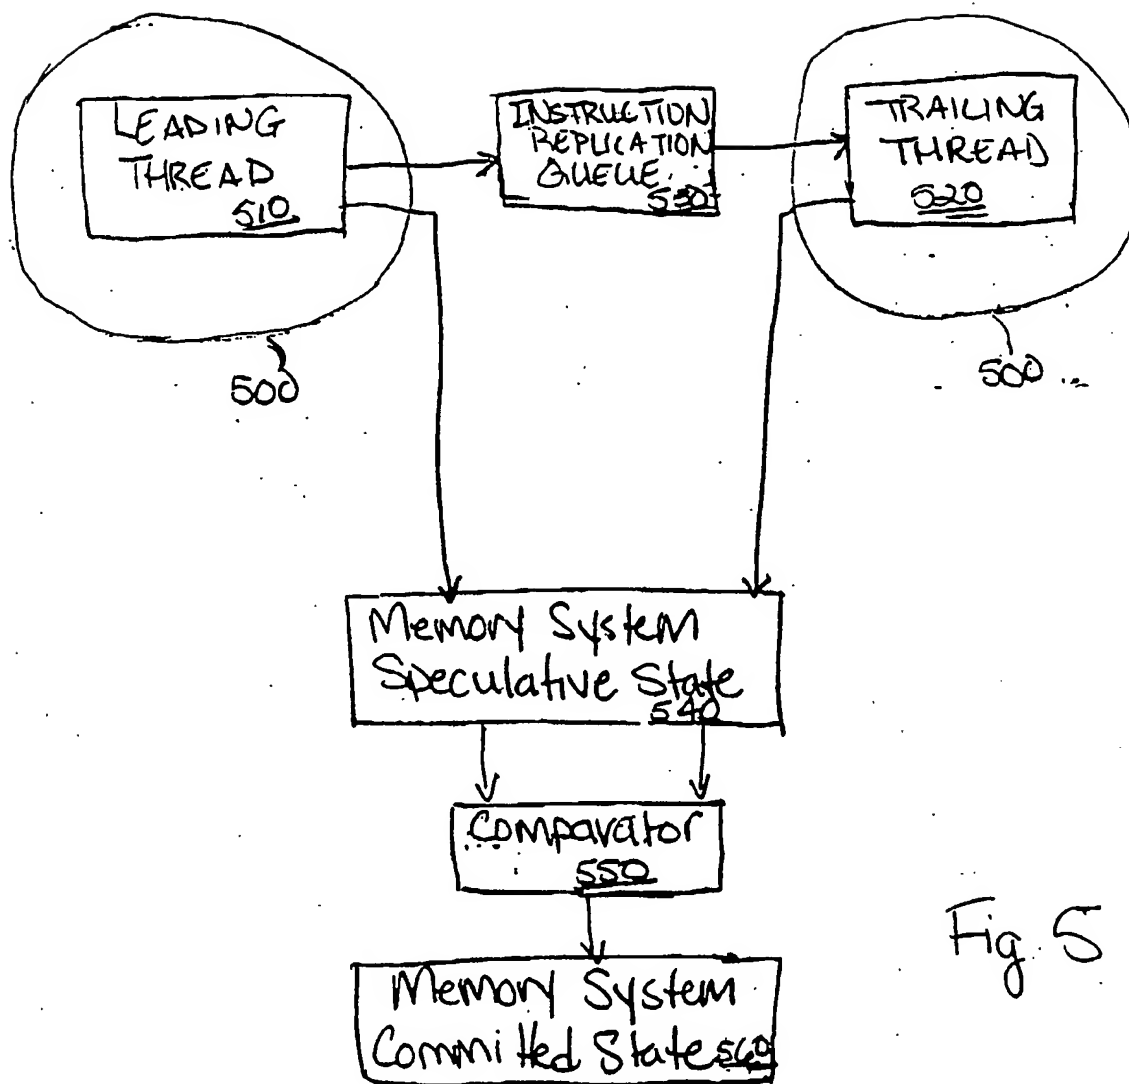 LEADING
THREAD
510
INSTRUCTION
REPLICATION
QUEUE
530
TRAILING
THREAD
520
500
500
Memory System
Speculative State
540
Comparator
550
Memory System
Committed State 560
Fig. 5